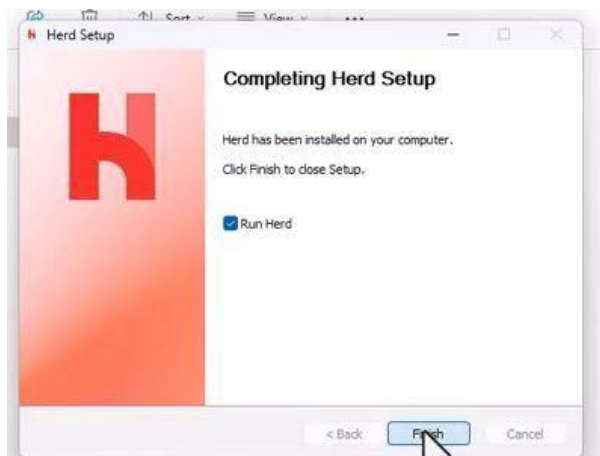 Sort
View
Herd Setup
Completing Herd Setup
Herd has been installed on your computer.
Click Finish to close Setup.
Run Herd
< Back
Finish
Cancel